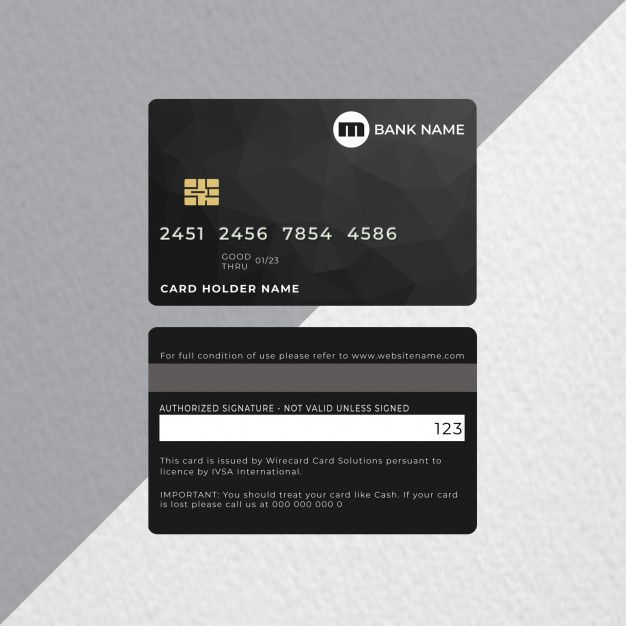 m BANK NAME
2451 2456 7854 4586
GOOD
THRU 01/23
CARD HOLDER NAME
For full condition of use please refer to www.websitename.com
AUTHORIZED SIGNATURE - NOT VALID UNLESS SIGNED
123
This card is issued by Wirecard Card Solutions persuant to
licence by IVSA International.
IMPORTANT: You should treat your card like Cash. If your card
is lost please call us at 000 000 000 0